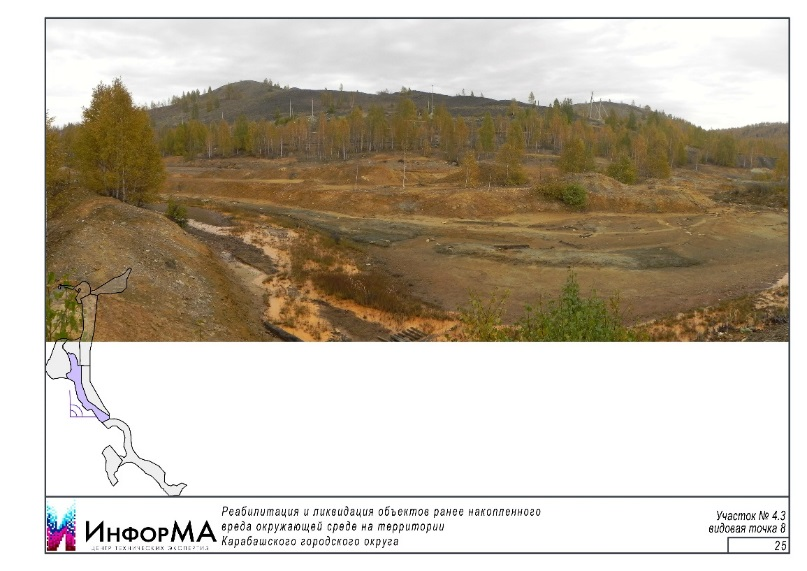 ИнфорМА
ЦЕНТР ТЕХНИЧЕСКИХ ЭКСПЕРТИЗ
Реабилитация и ликвидация объектов ранее накопленного
вреда окружающей среде на территории
Карабашского городского округа
Участок № 4.3
видовая точка 8
25